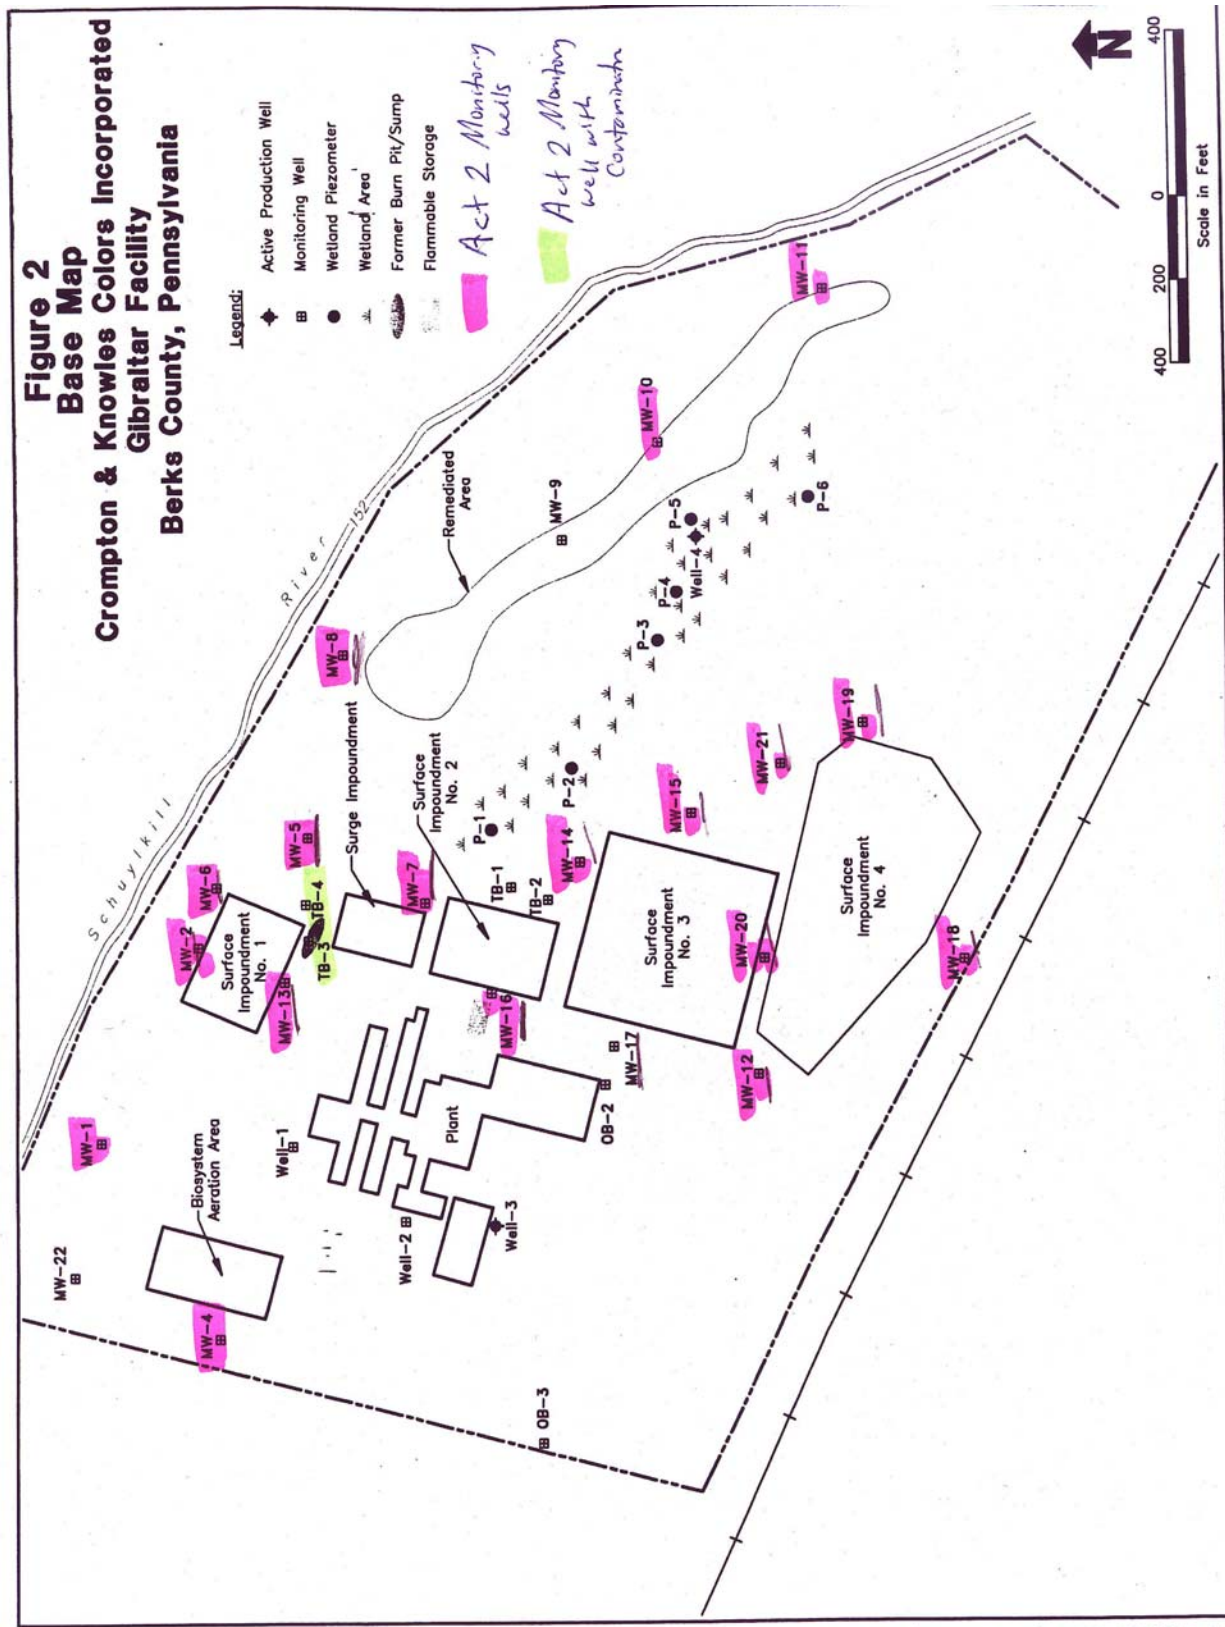 Figure 2
Base Map
Crompton & Knowles Colors Incorporated
Gibraltar Facility
Berks County, Pennsylvania
Legend:
Active Production Well
Monitoring Well
Wetland Piezometer
Wetland Area
Former Burn Pit/Sump
Flammable Storage
Act 2 Monitoring
wells
Act 2 Monitoring
well with
Contamination
N
400
200
0
400
Scale in Feet
Schuylkill River 152
MW-22
MW-1
MW-4
Biosystem
Aeration Area
MW-2
MW-6
Surface
Impoundment
No. 1
MW-13
TB-3
TB-4
MW-5
MW-8
Surge Impoundment
MW-7
Surface
Impoundment
No. 2
Remediated
Area
MW-9
MW-10
MW-11
Well-1
Well-2
Well-3
Plant
MW-16
TB-1
TB-2
P-1
P-2
P-3
P-4
Well-4
P-5
P-6
OB-3
OB-2
MW-17
MW-14
MW-15
Surface
Impoundment
No. 3
MW-12
MW-20
MW-21
MW-19
Surface
Impoundment
No. 4
MW-18